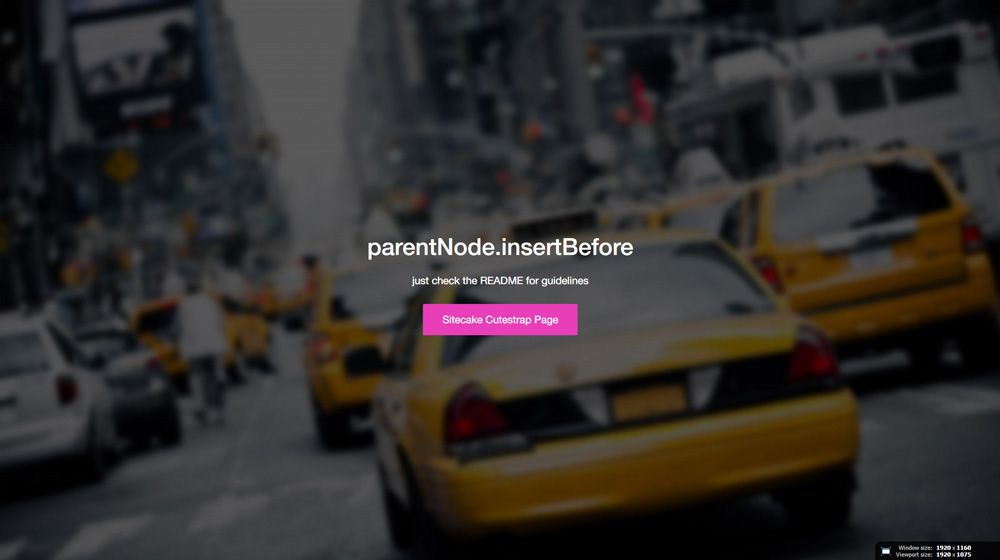 parentNode.insertBefore
just check the README for guidelines
Sitecake Cutestrap Page
Window size: 1920 x 1160
Viewport size: 1920 x 1075